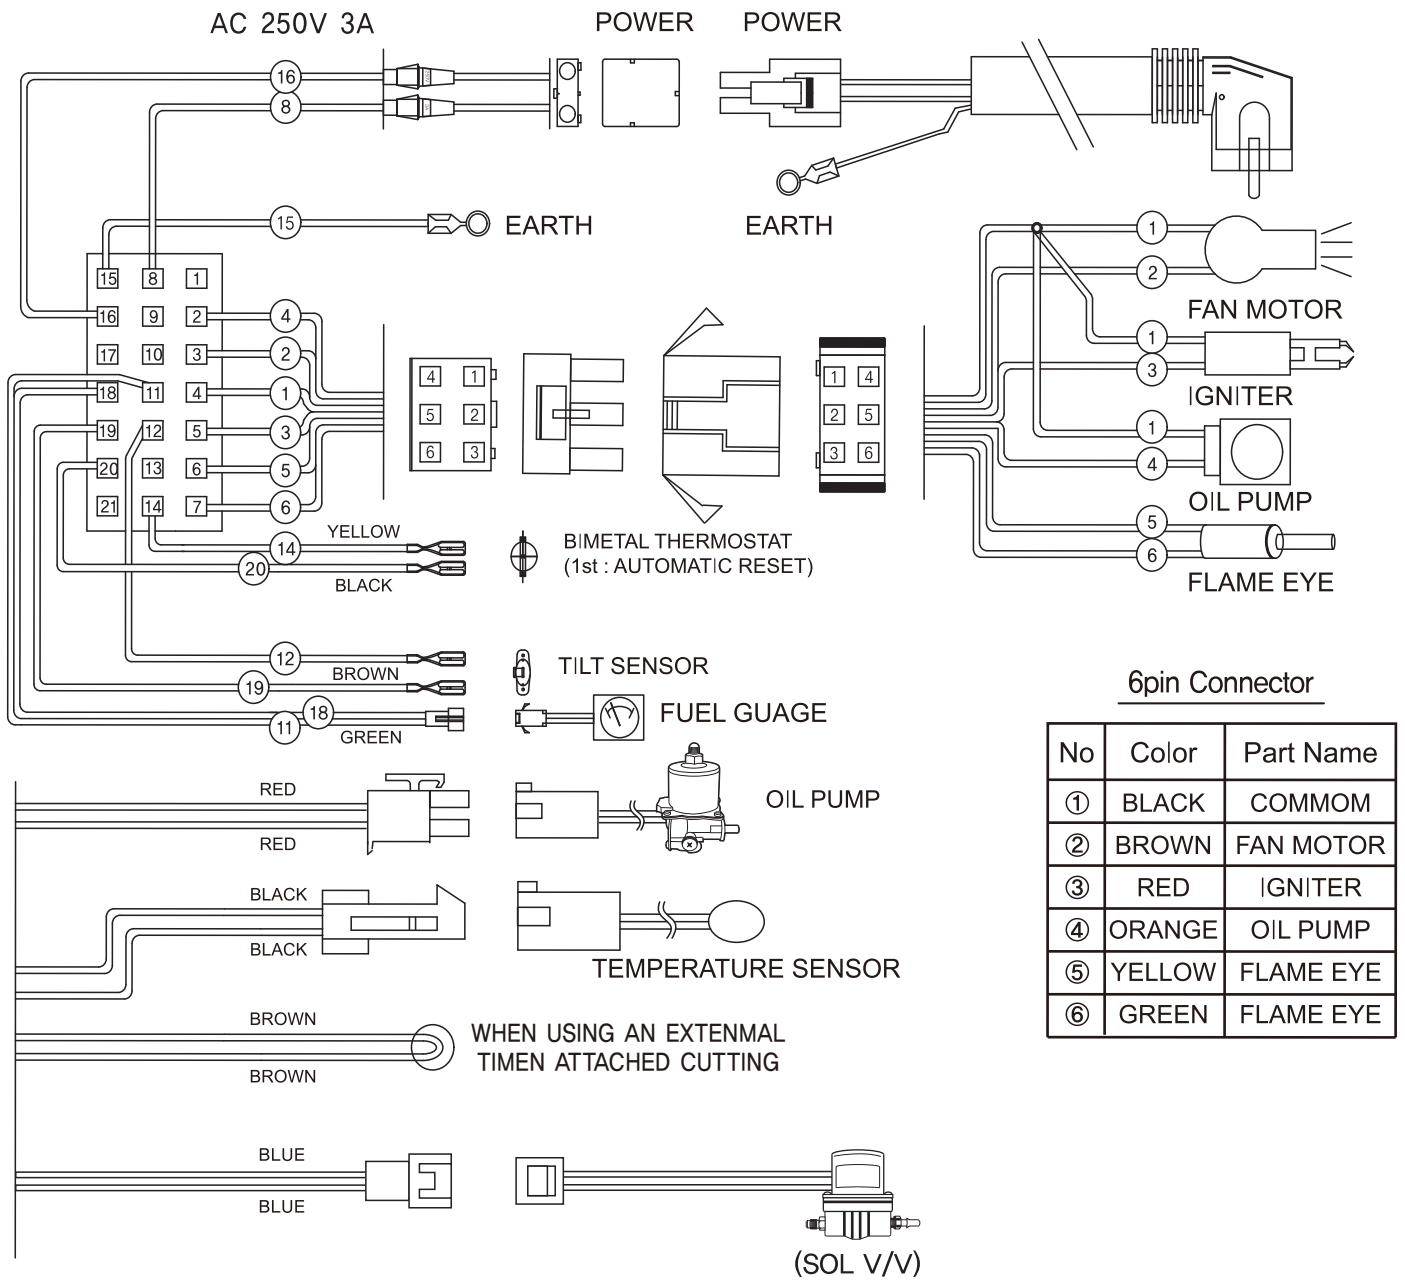 AC 250V 3A
POWER
POWER
16
8
15
EARTH
EARTH
15 8 1
16 9 2
17 10 3
18 11 4
19 12 5
20 13 6
21 14 7
4
2
1
3
5
6
4 1
5 2
6 3
1 4
2 5
3 6
1
2
FAN MOTOR
1
3
IGNITER
1
4
OIL PUMP
5
6
FLAME EYE
YELLOW
14
20
BLACK
BIMETAL THERMOSTAT
(1st : AUTOMATIC RESET)
12
BROWN
19
TILT SENSOR
18
11
GREEN
FUEL GUAGE
RED
RED
OIL PUMP
BLACK
BLACK
TEMPERATURE SENSOR
BROWN
BROWN
WHEN USING AN EXTENMAL
TIMEN ATTACHED CUTTING
BLUE
BLUE
(SOL V/V)
6pin Connector
No Color Part Name
① BLACK COMMOM
② BROWN FAN MOTOR
③ RED IGNITER
④ ORANGE OIL PUMP
⑤ YELLOW FLAME EYE
⑥ GREEN FLAME EYE